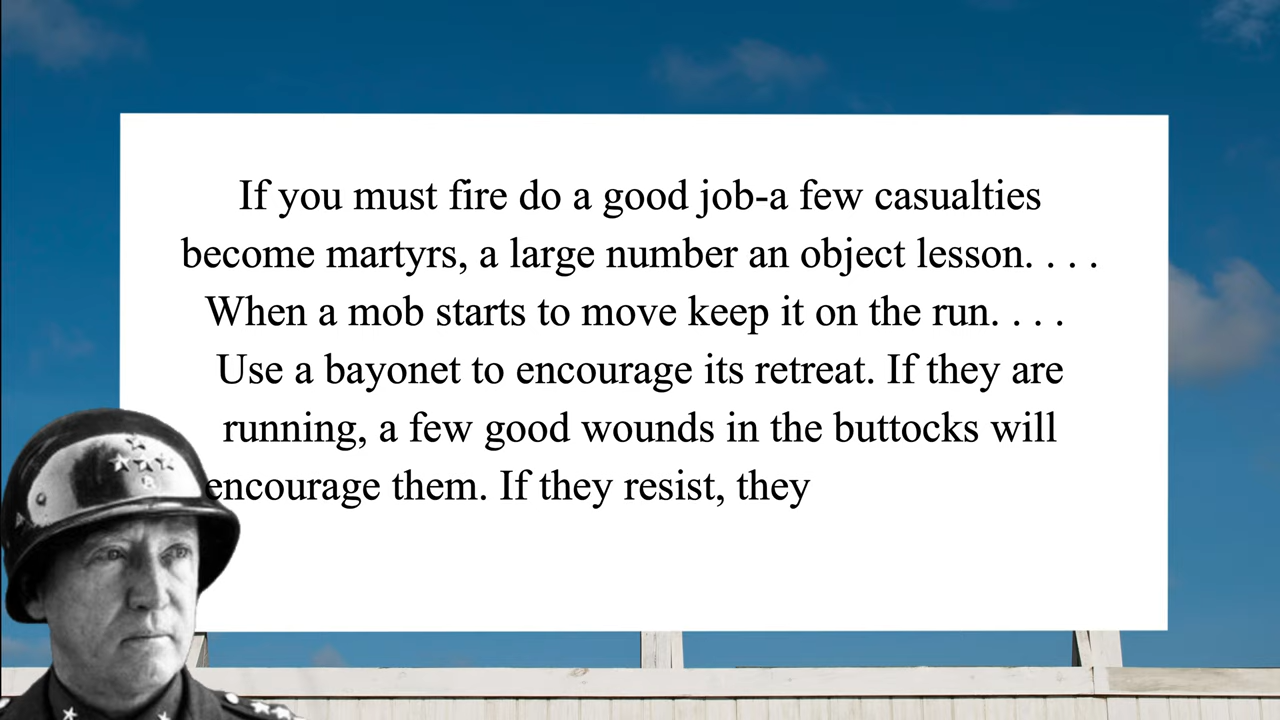 If you must fire do a good job-a few casualties
become martyrs, a large number an object lesson. . . .
When a mob starts to move keep it on the run. . . .
Use a bayonet to encourage its retreat. If they are
running, a few good wounds in the buttocks will
encourage them. If they resist, they